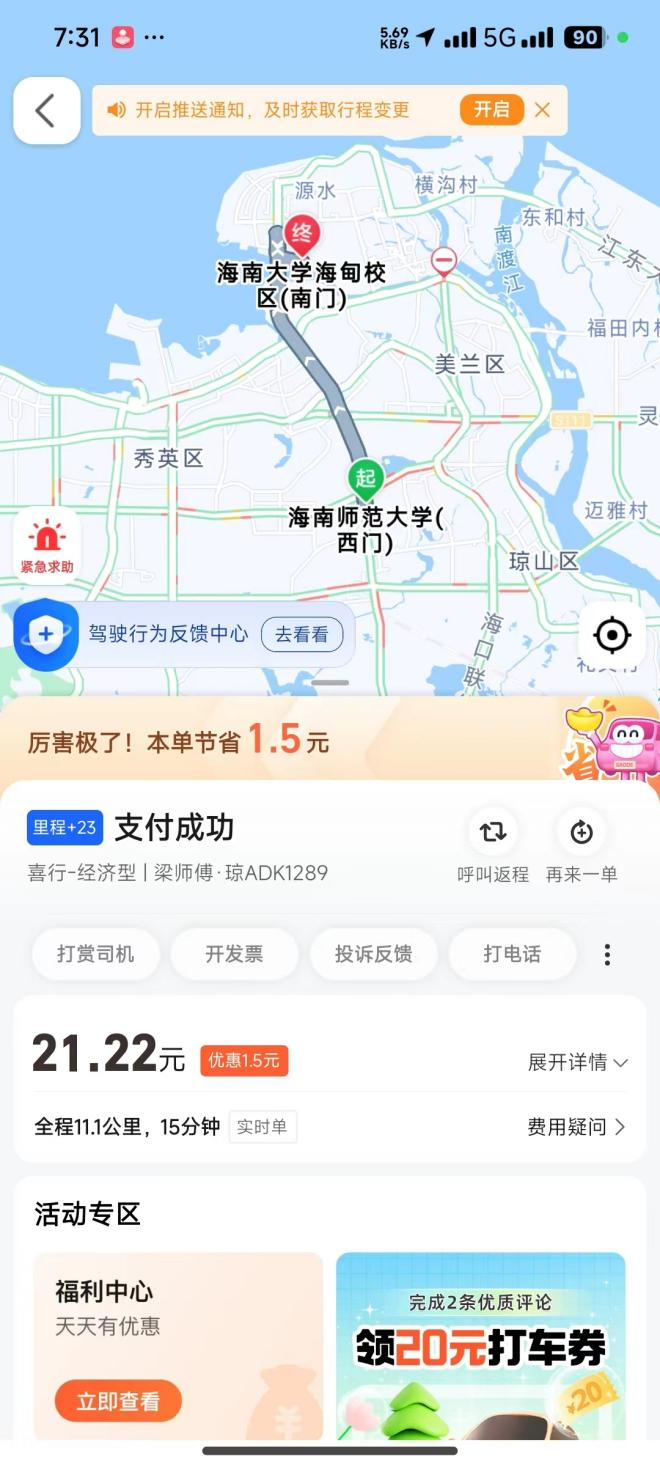 7:31
5.69 KB/s
5G
90
开启推送通知，及时获取行程变更
开启
源水
横沟村
东和村
南渡江
江东大
终
海南大学海甸校
区(南门)
福田内村
美兰区
S111
灵
秀英区
起
海南师范大学(
西门)
迈雅村
紧急求助
琼山区
海口联
驾驶行为反馈中心
去看看
厉害极了！本单节省1.5元
省
里程+23
支付成功
喜行-经济型 | 梁师傅·琼ADK1289
呼叫返程
再来一单
打赏司机
开发票
投诉反馈
打电话
21.22元
优惠1.5元
展开详情
全程11.1公里，15分钟
实时单
费用疑问
活动专区
福利中心
天天有优惠
立即查看
完成2条优质评论
领20元打车券
¥20